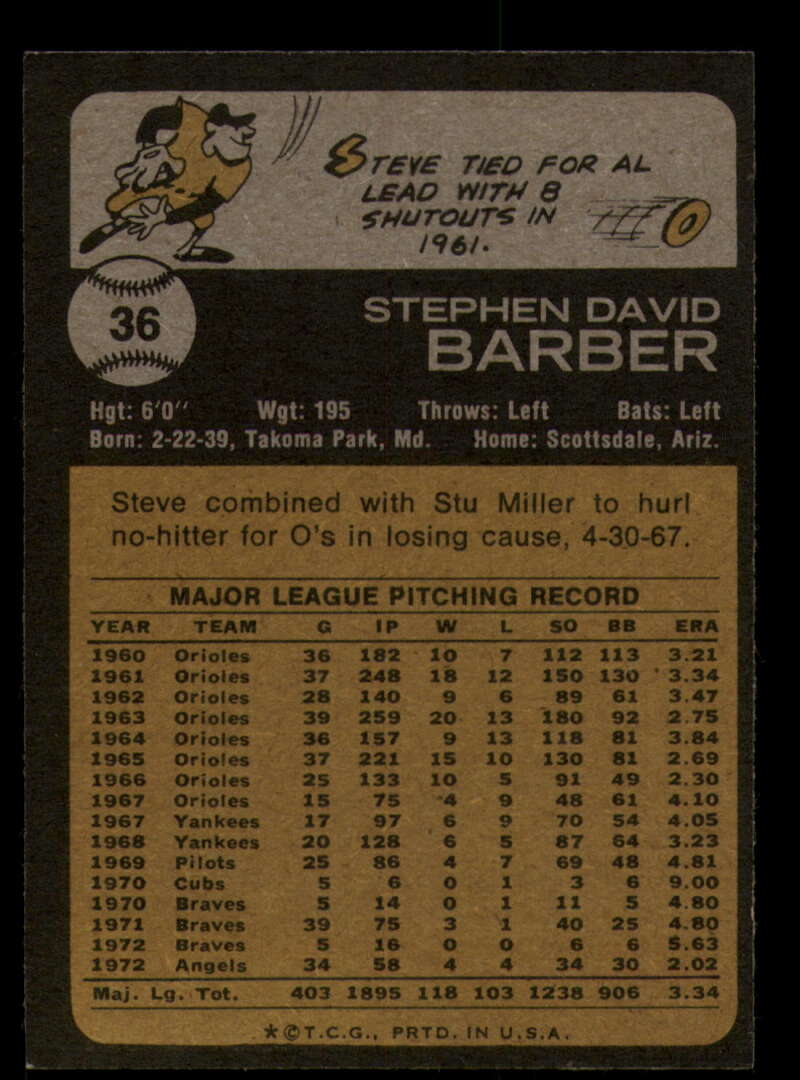 STEVE TIED FOR AL
LEAD WITH 8
SHUTOUTS IN
1961.
36
STEPHEN DAVID
BARBER
Hgt: 6'0" Wgt: 195 Throws: Left Bats: Left
Born: 2-22-39, Takoma Park, Md. Home: Scottsdale, Ariz.
Steve combined with Stu Miller to hurl
no-hitter for O's in losing cause, 4-30-67.
MAJOR LEAGUE PITCHING RECORD
YEAR TEAM G IP W L SO BB ERA
1960 Orioles 36 182 10 7 112 113 3.21
1961 Orioles 37 248 18 12 150 130 3.34
1962 Orioles 28 140 9 6 89 61 3.47
1963 Orioles 39 259 20 13 180 92 2.75
1964 Orioles 36 157 9 13 118 81 3.84
1965 Orioles 37 221 15 10 130 81 2.69
1966 Orioles 25 133 10 5 91 49 2.30
1967 Orioles 15 75 4 9 48 61 4.10
1967 Yankees 17 97 6 9 70 54 4.05
1968 Yankees 20 128 6 5 87 64 3.23
1969 Pilots 25 86 4 7 69 48 4.81
1970 Cubs 5 6 0 1 3 6 9.00
1970 Braves 5 14 0 1 11 5 4.80
1971 Braves 39 75 3 1 40 25 4.80
1972 Braves 5 16 0 0 6 6 5.63
1972 Angels 34 58 4 4 34 30 2.02
Maj. Lg. Tot. 403 1895 118 103 1238 906 3.34
*©T.C.G., PRTD. IN U.S.A.